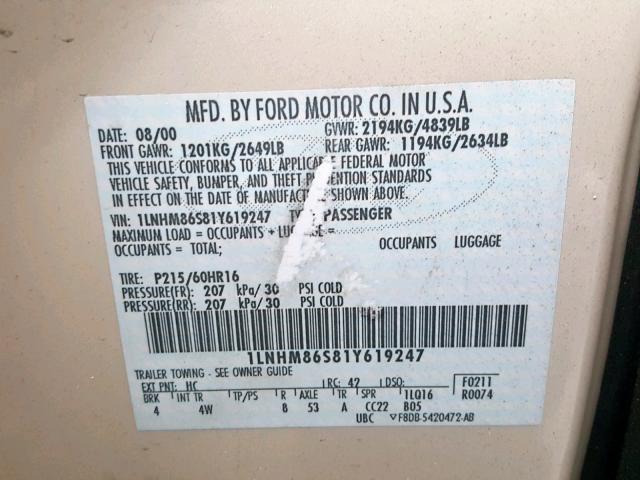 MFD. BY FORD MOTOR CO. IN U.S.A.
DATE: 08/00 GVWR: 2194KG/4839LB
FRONT GAWR: 1201KG/2649LB REAR GAWR: 1194KG/2634LB
THIS VEHICLE CONFORMS TO ALL APPLICABLE FEDERAL MOTOR
VEHICLE SAFETY, BUMPER, AND THEFT PREVENTION STANDARDS
IN EFFECT ON THE DATE OF MANUFACTURE SHOWN ABOVE.
VIN: 1LNHM86S81Y619247 TYPE: PASSENGER
MAXIMUM LOAD = OCCUPANTS + LUGGAGE =
OCCUPANTS = TOTAL; OCCUPANTS LUGGAGE
TIRE: P215/60HR16
PRESSURE(FR): 207 kPa/ 30 PSI COLD
PRESSURE(RR): 207 kPa/ 30 PSI COLD
1LNHM86S81Y619247
TRAILER TOWING - SEE OWNER GUIDE
EXT PNT: HC RC: 42 DSO: F0211
BRK INT TR TP/PS R AXLE TR SPR 1LQ16 R0074
4 4W 8 53 A CC22 B05
UBC F8DB-5420472-AB